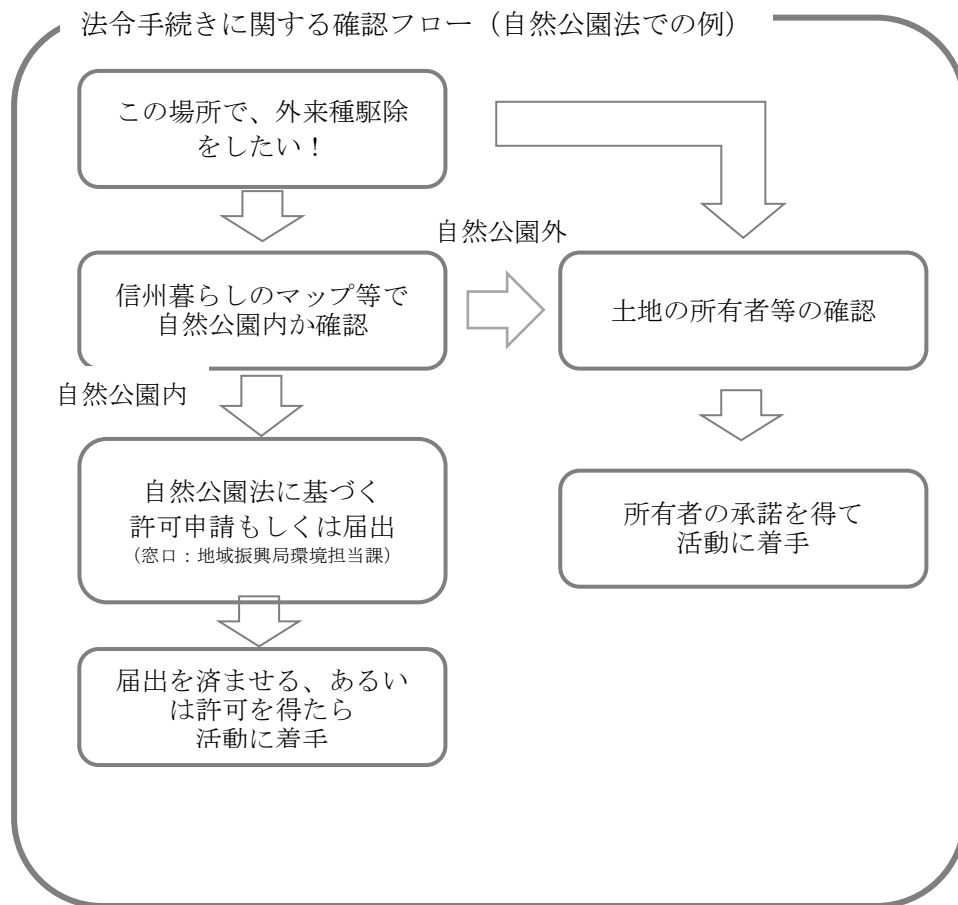 法令手続きに関する確認フロー（自然公園法での例）
この場所で、外来種駆除
をしたい！
自然公園外
信州暮らしのマップ等で
自然公園内か確認
土地の所有者等の確認
自然公園内
自然公園法に基づく
許可申請もしくは届出
（窓口：地域振興局環境担当課）
所有者の承諾を得て
活動に着手
届出を済ませる、あるい
は許可を得たら
活動に着手